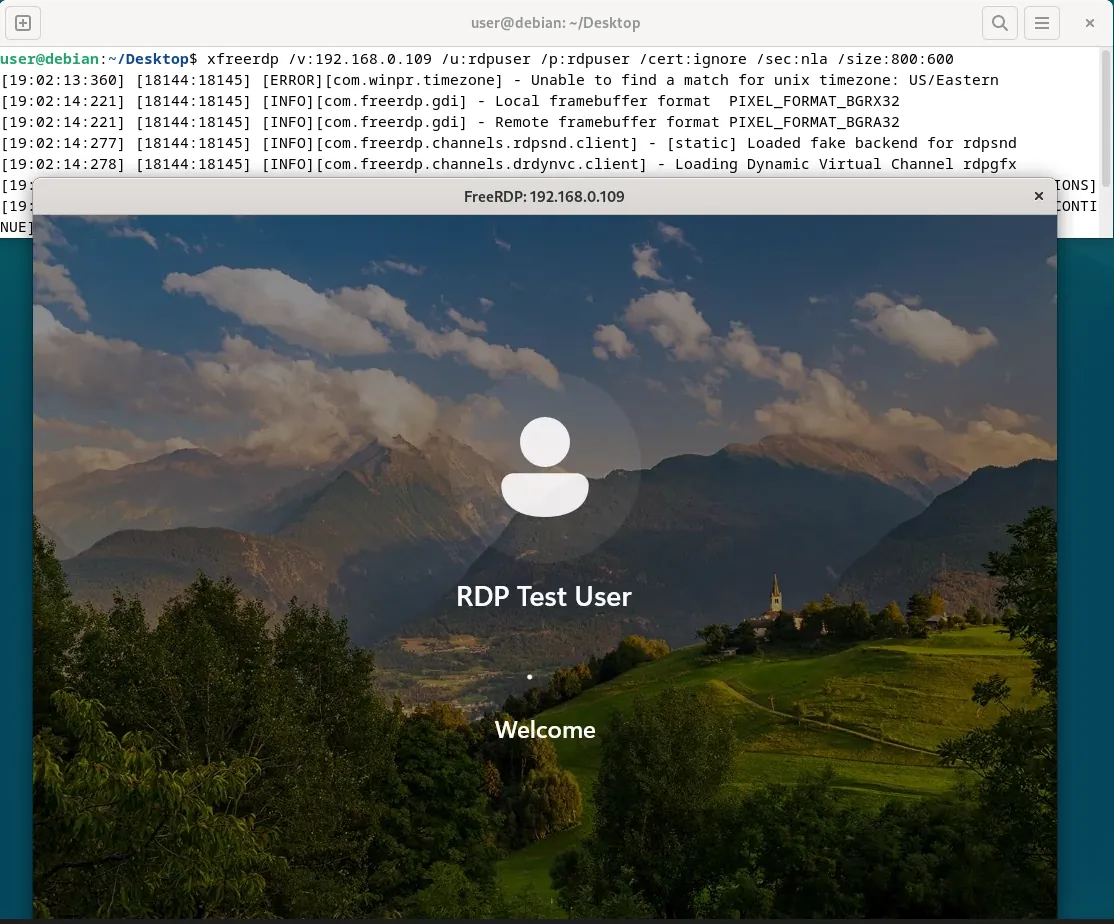 user@debian: ~/Desktop
user@debian:~/Desktop$ xfreerdp /v:192.168.0.109 /u:rdpuser /p:rdpuser /cert:ignore /sec:nla /size:800:600
[19:02:13:360] [18144:18145] [ERROR][com.winpr.timezone] - Unable to find a match for unix timezone: US/Eastern
[19:02:14:221] [18144:18145] [INFO][com.freerdp.gdi] - Local framebuffer format  PIXEL_FORMAT_BGRX32
[19:02:14:221] [18144:18145] [INFO][com.freerdp.gdi] - Remote framebuffer format PIXEL_FORMAT_BGRA32
[19:02:14:277] [18144:18145] [INFO][com.freerdp.channels.rdpsnd.client] - [static] Loaded fake backend for rdpsnd
[19:02:14:278] [18144:18145] [INFO][com.freerdp.channels.drdynvc.client] - Loading Dynamic Virtual Channel rdpgfx
[19: IONS]
[19: CONTI
NUE]
FreeRDP: 192.168.0.109
RDP Test User
Welcome